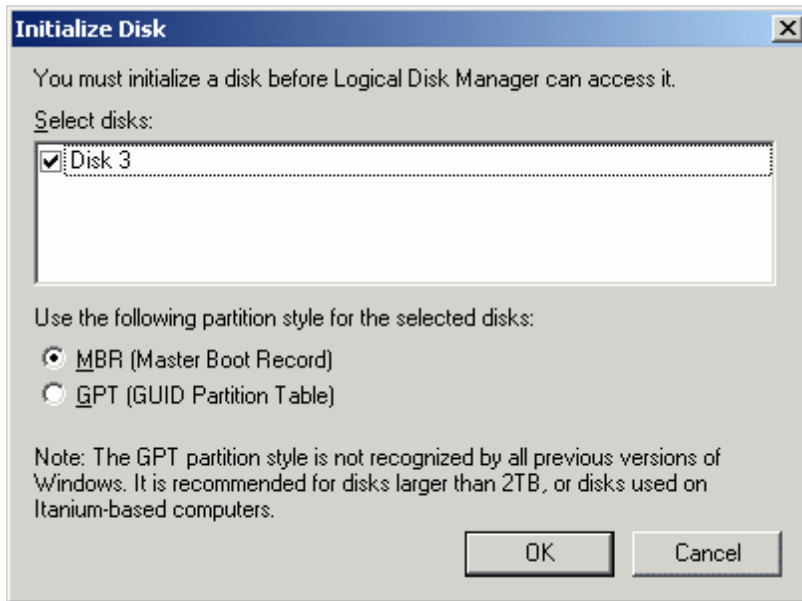 Initialize Disk
You must initialize a disk before Logical Disk Manager can access it.
Select disks:
Disk 3
Use the following partition style for the selected disks:
MBR (Master Boot Record)
GPT (GUID Partition Table)
Note: The GPT partition style is not recognized by all previous versions of
Windows. It is recommended for disks larger than 2TB, or disks used on
Itanium-based computers.
OK Cancel